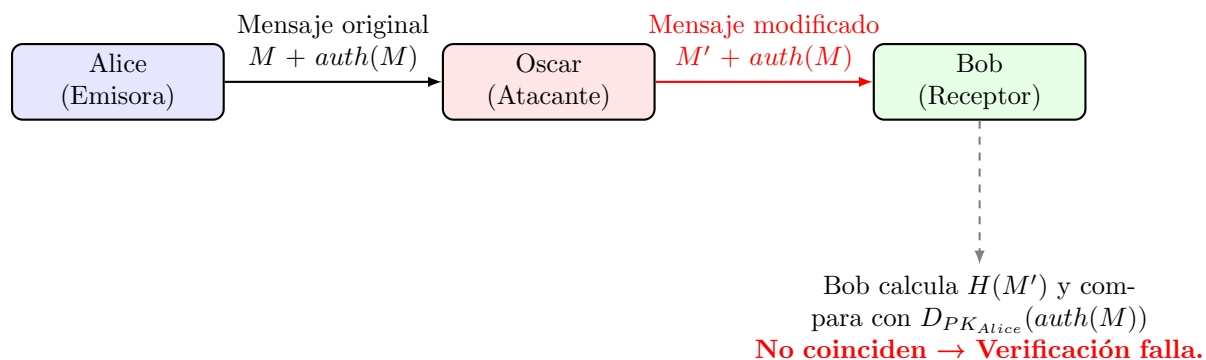 Mensaje original
M + auth(M)
Mensaje modificado
M′ + auth(M)
Alice
(Emisora)
Oscar
(Atacante)
Bob
(Receptor)
Bob calcula H(M′) y com-
para con D_{PK_{Alice}}(auth(M))
No coinciden → Verificación falla.